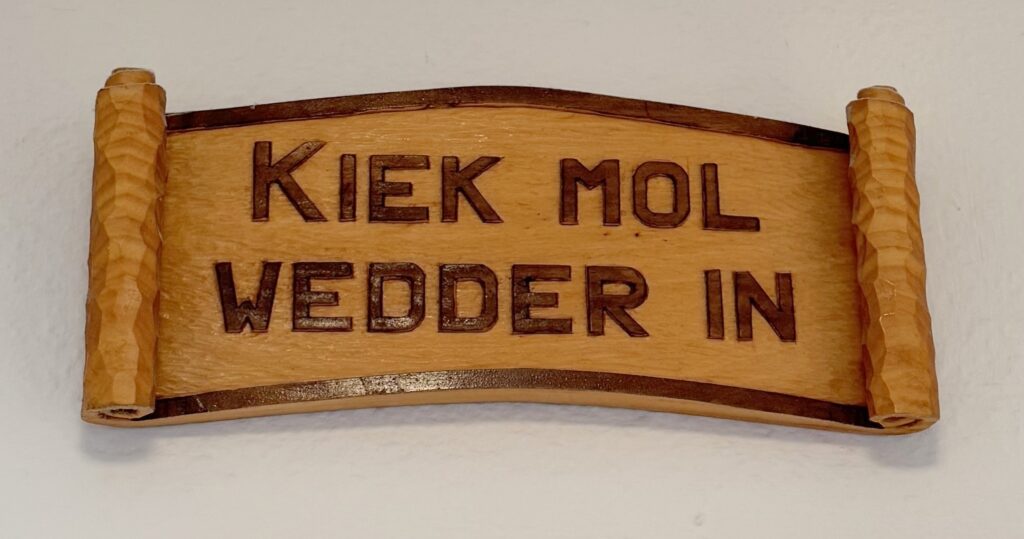 KIEK MOL
WEDDER IN